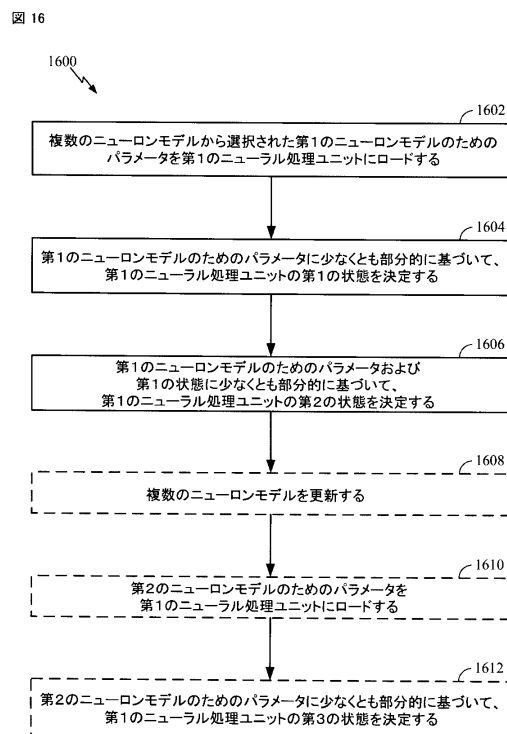 図 16
1600
1602
複数のニューロンモデルから選択された第1のニューロンモデルのための
パラメータを第1のニューラル処理ユニットにロードする
1604
第1のニューロンモデルのためのパラメータに少なくとも部分的に基づいて、
第1のニューラル処理ユニットの第1の状態を決定する
1606
第1のニューロンモデルのためのパラメータおよび
第1の状態に少なくとも部分的に基づいて、
第1のニューラル処理ユニットの第2の状態を決定する
1608
複数のニューロンモデルを更新する
1610
第2のニューロンモデルのためのパラメータを
第1のニューラル処理ユニットにロードする
1612
第2のニューロンモデルのためのパラメータに少なくとも部分的に基づいて、
第1のニューラル処理ユニットの第3の状態を決定する